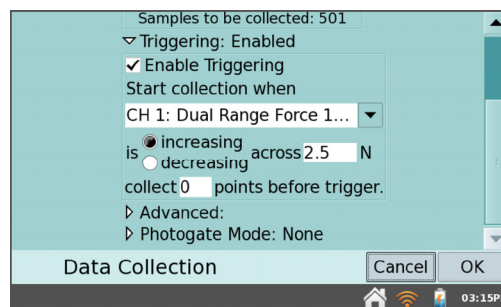 Samples to be collected: 501
Triggering: Enabled
Enable Triggering
Start collection when
CH 1: Dual Range Force 1...
increasing
is decreasing across 2.5 N
collect 0 points before trigger.
Advanced:
Photogate Mode: None
Data Collection Cancel OK
03:15P